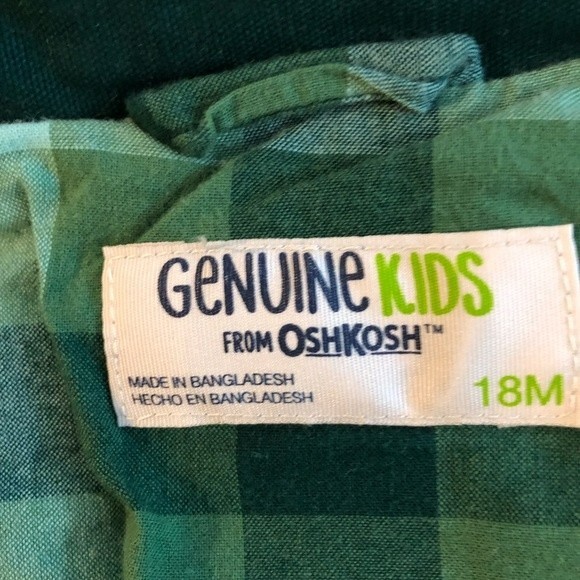 GENUINE KIDS
FROM OSHKOSH™
MADE IN BANGLADESH
HECHO EN BANGLADESH
18M